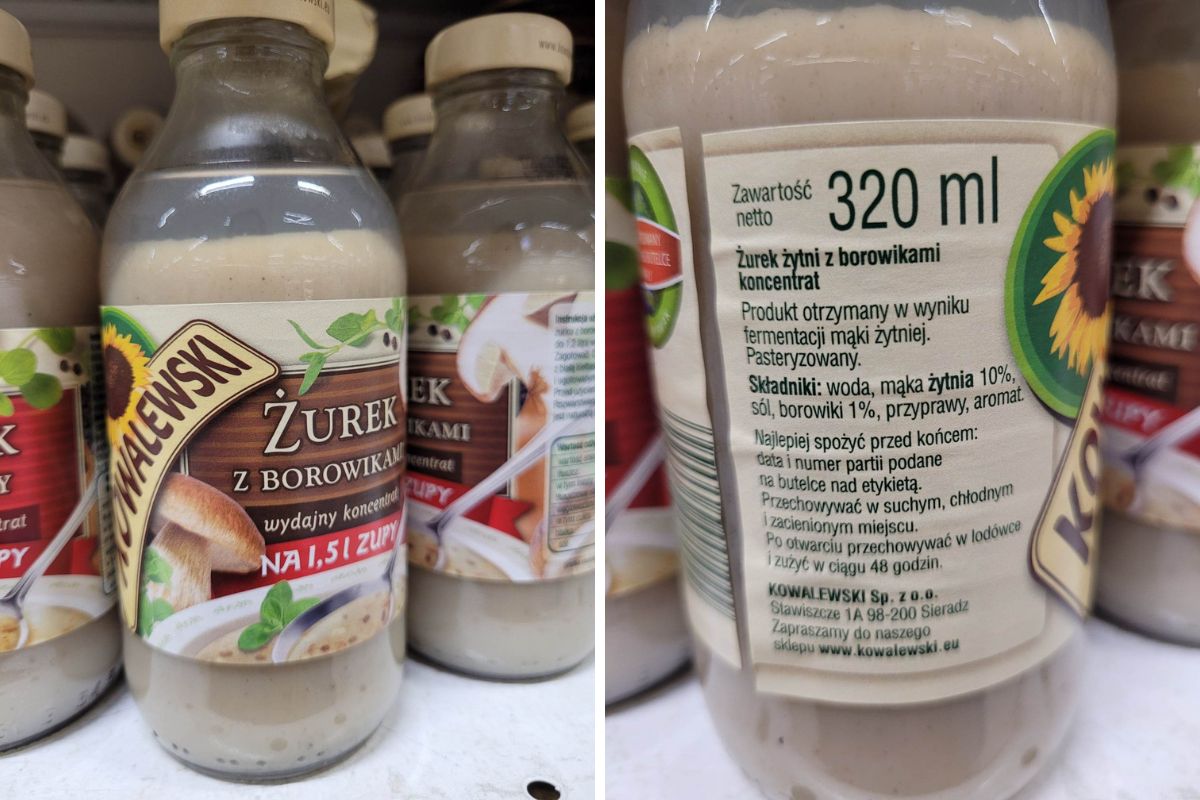 KOWALEWSKI
ŻUREK
Z BOROWIKAMI
wydajny koncentrat
NA 1,5 l ZUPY
Zawartość
netto
320 ml
Żurek żytni z borowikami
koncentrat
Produkt otrzymany w wyniku
fermentacji mąki żytniej.
Pasteryzowany.
Składniki: woda, mąka żytnia 10%,
sól, borowiki 1%, przyprawy, aromat.
Najlepiej spożyć przed końcem:
data i numer partii podane
na butelce nad etykietą.
Przechowywać w suchym, chłodnym
i zacienionym miejscu.
Po otwarciu przechowywać w lodówce
i zużyć w ciągu 48 godzin.
KOWALEWSKI Sp. z o.o.
Stawiszcze 1A 98-200 Sieradz
Zapraszamy do naszego
sklepu www.kowalewski.eu